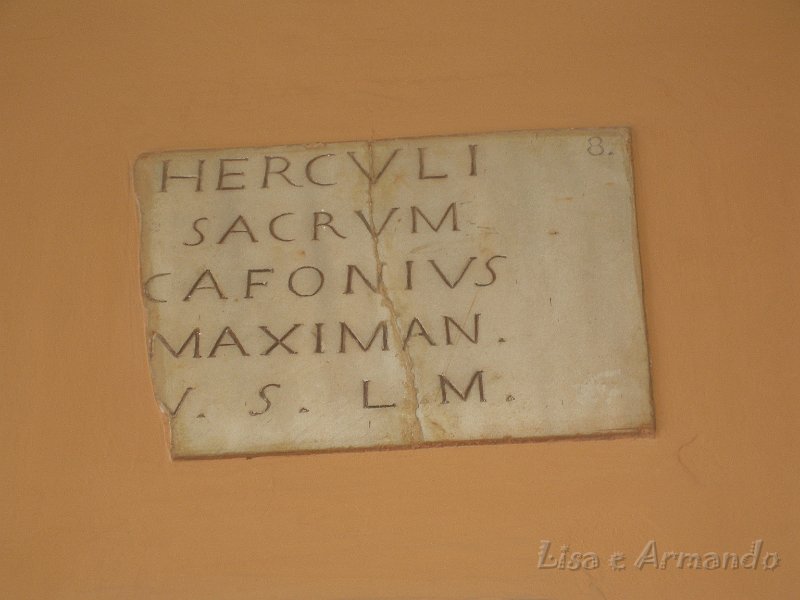 8.
HERCVLI
SACRVM
CAFONIVS
MAXIMAN.
V. S. L. M.
Lisa e Armando